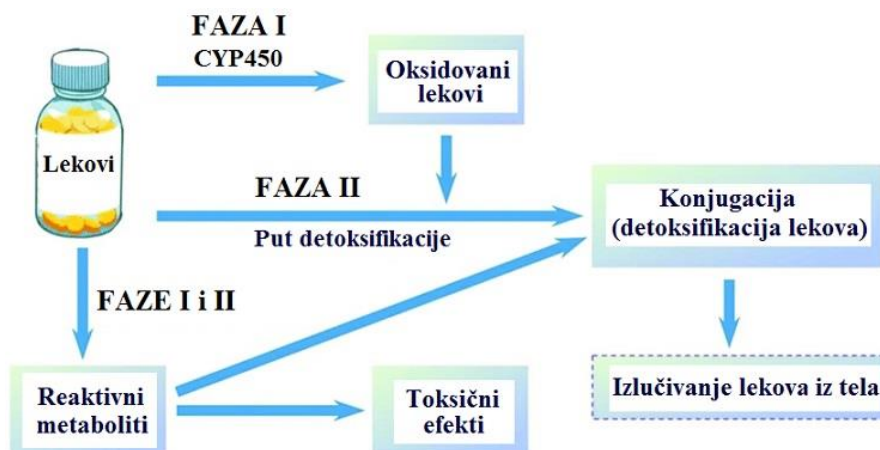 FAZA I
CYP450
Oksidovani
lekovi
Lekovi
FAZA II
Put detoksifikacije
Konjugacija
(detoksifikacija lekova)
FAZE I i II
Reaktivni
metaboliti
Toksični
efekti
Izlučivanje lekova iz tela